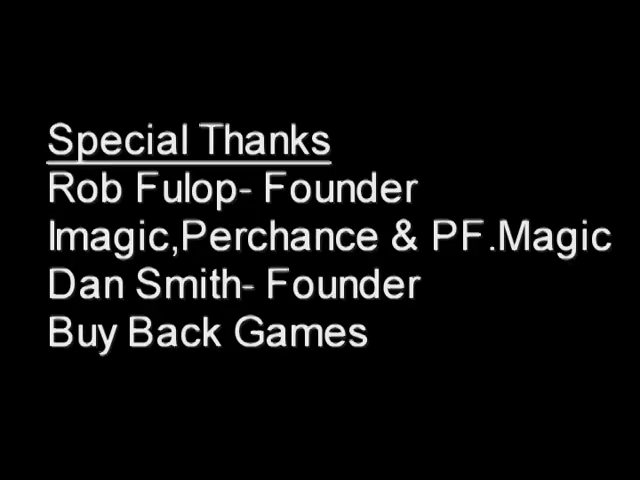 Special Thanks
Rob Fulop- Founder
Imagic,Perchance & PF.Magic
Dan Smith- Founder
Buy Back Games